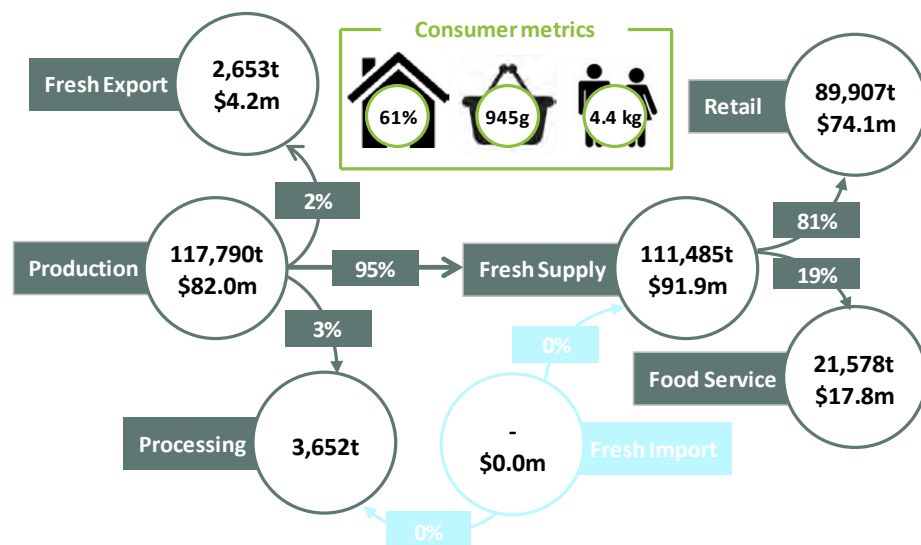 Consumer metrics
61%
945g
4.4 kg
Fresh Export
2,653t
$4.2m
Retail
89,907t
$74.1m
2%
81%
Production
117,790t
$82.0m
95%
Fresh Supply
111,485t
$91.9m
19%
3%
0%
Food Service
21,578t
$17.8m
Processing
3,652t
-
$0.0m
Fresh Import
0%